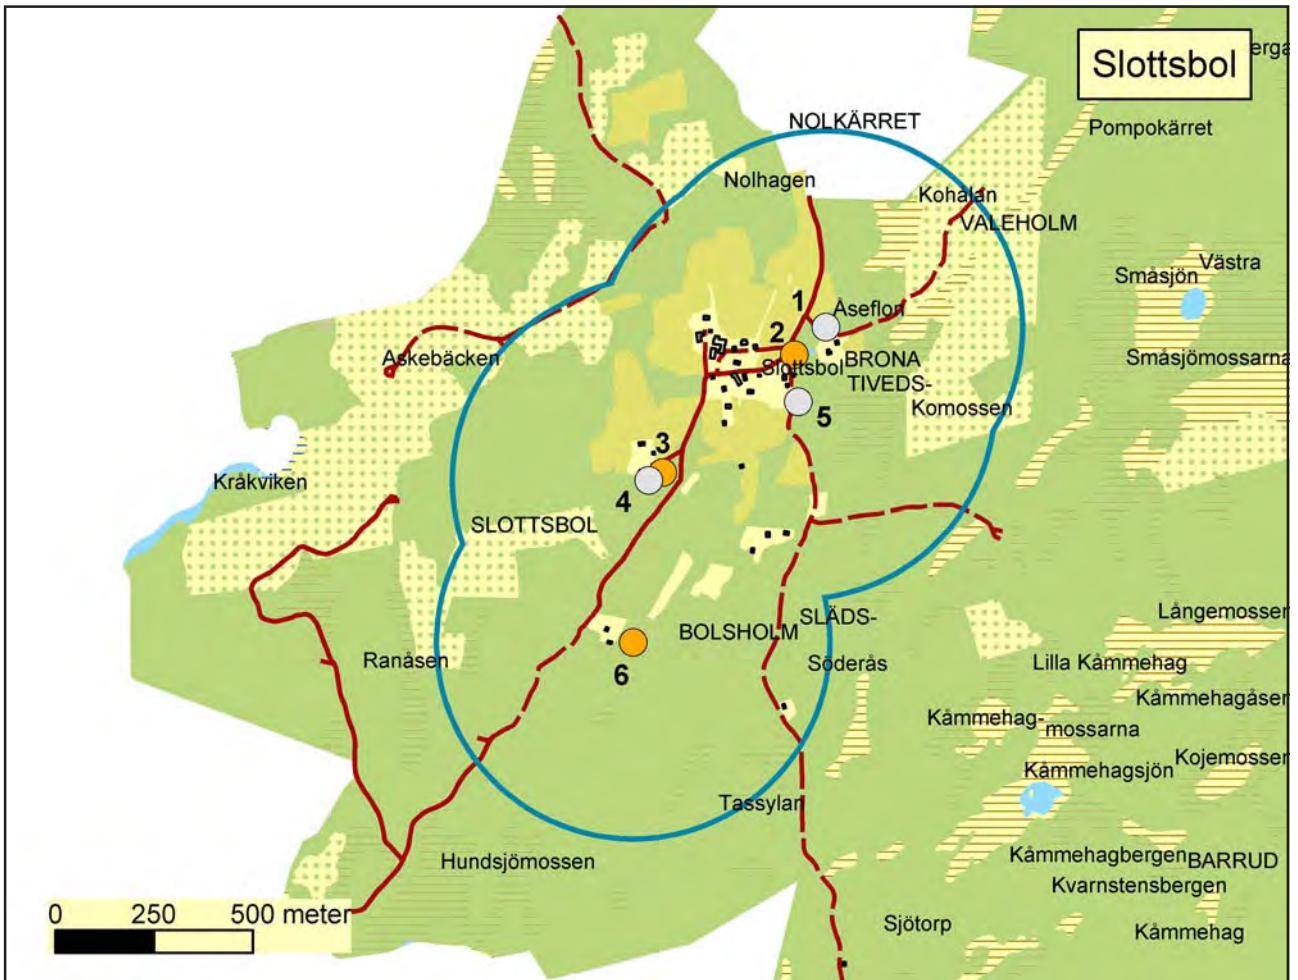 Slottsbol
erga
NOLKÄRRET
Pompokärret
Nolhagen
Kohalan
VALEHOLM
Västra
Småsjön
1
Åseflon
2
Askebäcken
Slottsbol
BRONA
TIVEDS-
Småsjömossarna
Komossen
5
3
Kråkviken
4
SLOTTSBOL
Långemossen
BOLSHOLM
SLÄDS-
Ranåsen
Söderås
Lilla Kåmmehag
6
Kåmmehagåsen
Kåmmehag-
mossarna
Kojemossen
Kåmmehagsjön
Tassylan
Hundsjömossen
Kåmmehagbergen
BARRUD
Kvarnstensbergen
0 250 500 meter
Sjötorp
Kåmmehag